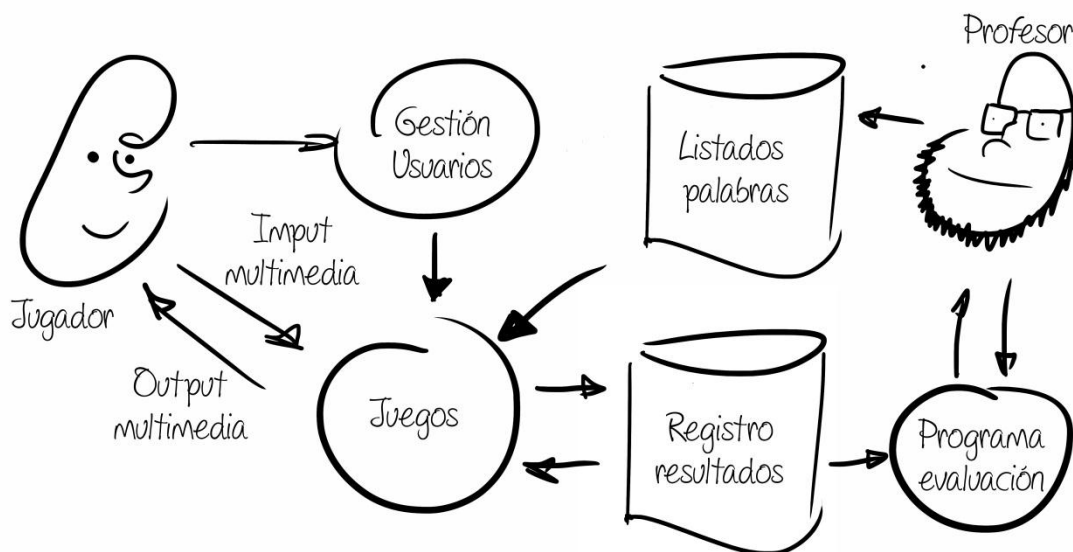 Profesor
Gestión
Usuarios
Listados
palabras
Imput
multimedia
Jugador
Output
multimedia
Juegos
Registro
resultados
Programa
evaluación